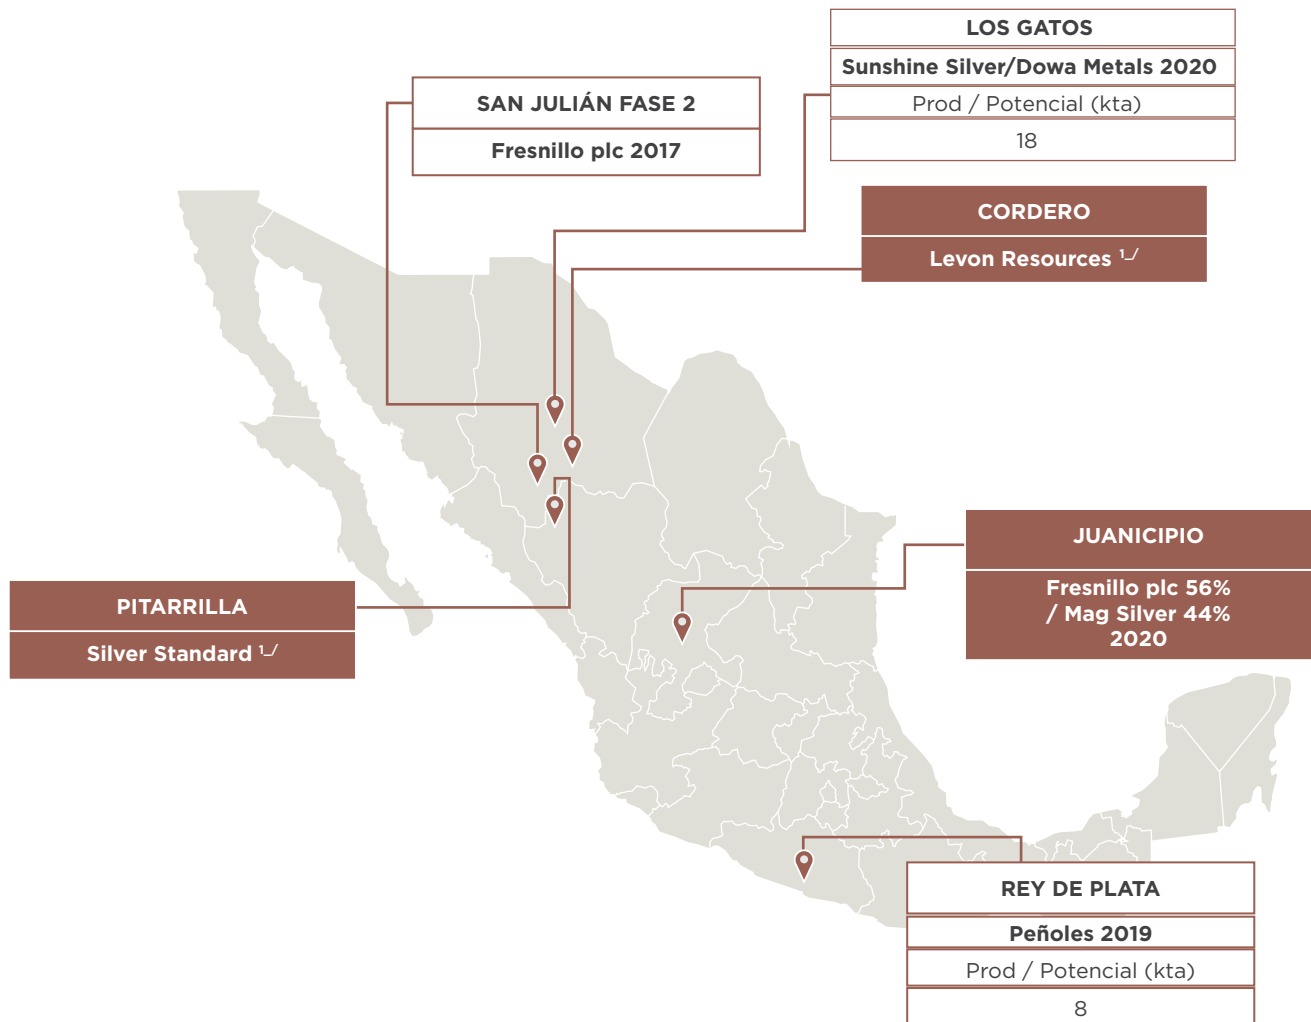 LOS GATOS
Sunshine Silver/Dowa Metals 2020
Prod / Potencial (kta)
18
SAN JULIÁN FASE 2
Fresnillo plc 2017
CORDERO
Levon Resources ¹_/
JUANICIPIO
Fresnillo plc 56%
/ Mag Silver 44%
2020
PITARRILLA
Silver Standard ¹_/
REY DE PLATA
Peñoles 2019
Prod / Potencial (kta)
8